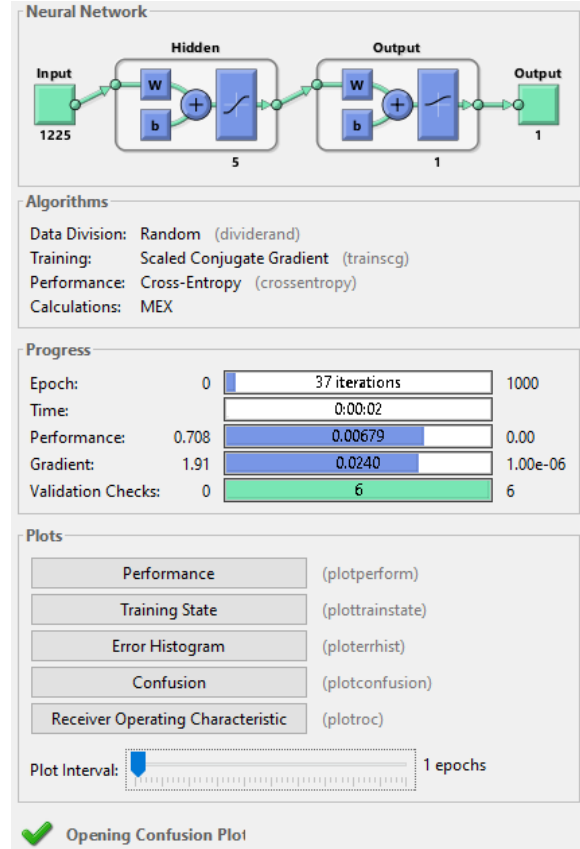 Neural Network
Hidden Output
Input Output
W W
+ +
b b
1225 1
5 1
Algorithms
Data Division: Random (dividerand)
Training: Scaled Conjugate Gradient (trainscg)
Performance: Cross-Entropy (crossentropy)
Calculations: MEX
Progress
Epoch: 0 37 iterations 1000
Time: 0:00:02
Performance: 0.708 0.00679 0.00
Gradient: 1.91 0.0240 1.00e-06
Validation Checks: 0 6 6
Plots
Performance (plotperform)
Training State (plottrainstate)
Error Histogram (ploterrhist)
Confusion (plotconfusion)
Receiver Operating Characteristic (plotroc)
Plot Interval: 1 epochs
Opening Confusion Plot